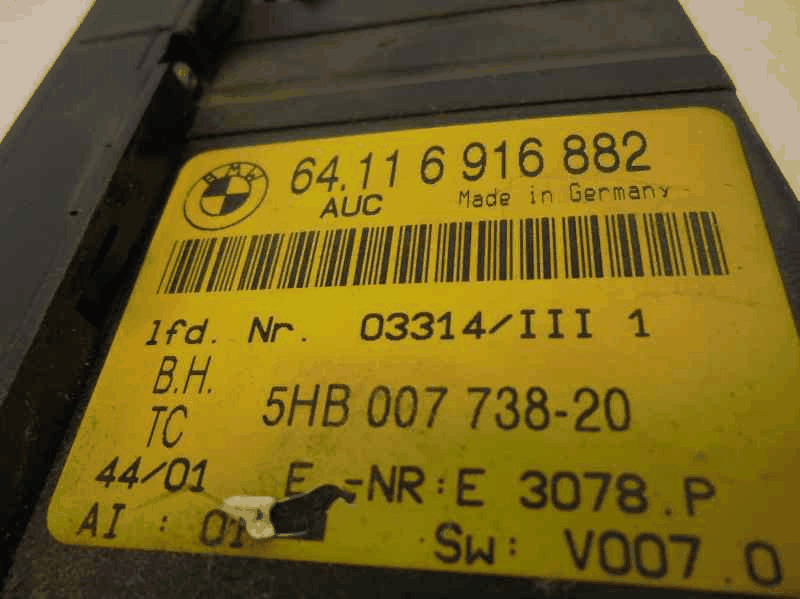 BMW 64.11 6 916 882
AUC Made in Germany
lfd. Nr. 03314/III 1
B.H.
TC 5HB 007 738-20
44/01 E -NR:E 3078.P
AI : 01 SW: V007.0